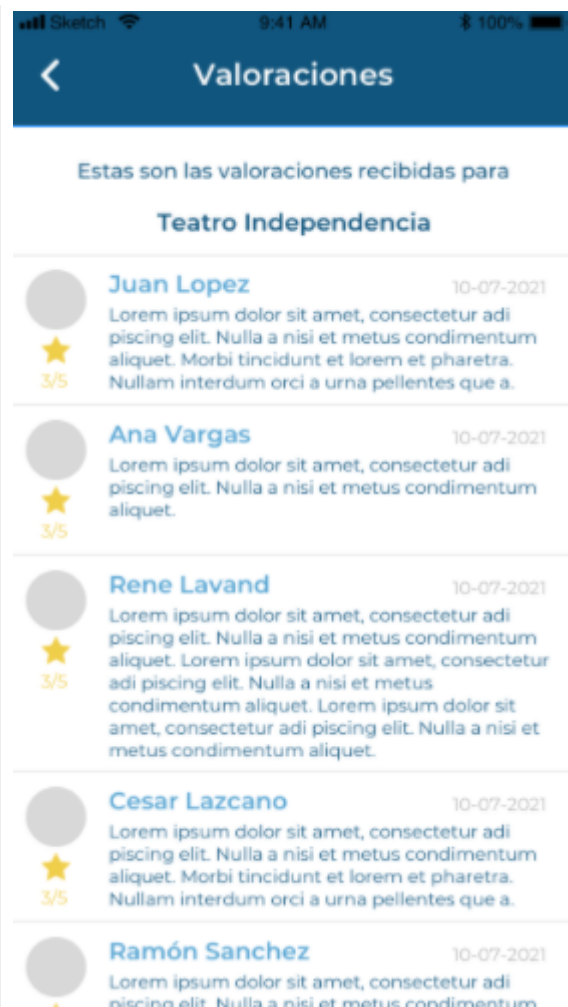 Sketch 9:41 AM 100%
Valoraciones
Estas son las valoraciones recibidas para
Teatro Independencia
Juan Lopez 10-07-2021
Lorem ipsum dolor sit amet, consectetur adi
piscing elit. Nulla a nisi et metus condimentum
aliquet. Morbi tincidunt et lorem et pharetra.
Nullam interdum orci a urna pellentes que a.
3/5
Ana Vargas 10-07-2021
Lorem ipsum dolor sit amet, consectetur adi
piscing elit. Nulla a nisi et metus condimentum
aliquet.
3/5
Rene Lavand 10-07-2021
Lorem ipsum dolor sit amet, consectetur adi
piscing elit. Nulla a nisi et metus condimentum
aliquet. Lorem ipsum dolor sit amet, consectetur
adi piscing elit. Nulla a nisi et metus
condimentum aliquet. Lorem ipsum dolor sit
amet, consectetur adi piscing elit. Nulla a nisi et
metus condimentum aliquet.
3/5
Cesar Lazcano 10-07-2021
Lorem ipsum dolor sit amet, consectetur adi
piscing elit. Nulla a nisi et metus condimentum
aliquet. Morbi tincidunt et lorem et pharetra.
Nullam interdum orci a urna pellentes que a.
3/5
Ramón Sanchez 10-07-2021
Lorem ipsum dolor sit amet, consectetur adi
piscing elit. Nulla a nisi et metus condimentum